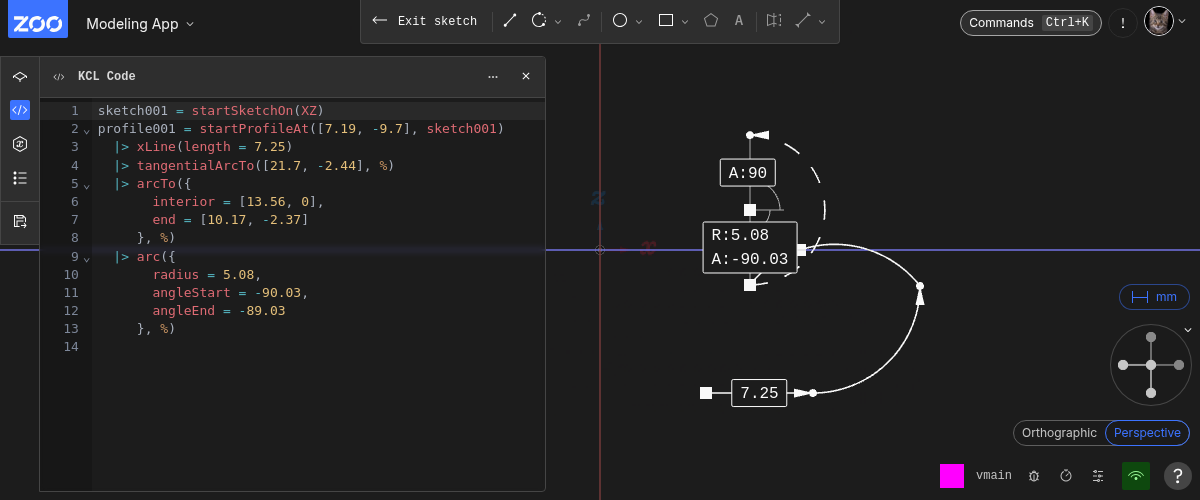 ZOO
Modeling App
Exit sketch
A
Commands Ctrl+K
!
</> KCL Code ... ×
1 sketch001 = startSketchOn(XZ)
2 profile001 = startProfileAt([7.19, -9.7], sketch001)
3 |> xLine(length = 7.25)
4 |> tangentialArcTo([21.7, -2.44], %)
5 |> arcTo({
6 interior = [13.56, 0],
7 end = [10.17, -2.37]
8 }, %)
9 |> arc({
10 radius = 5.08,
11 angleStart = -90.03,
12 angleEnd = -89.03
13 }, %)
14
A:90
z
R:5.08
A:-90.03
x
mm
7.25
Orthographic Perspective
vmain
?